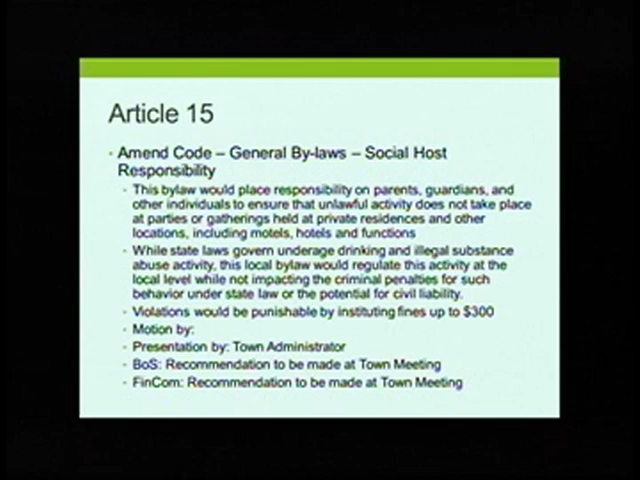 Article 15
• Amend Code – General By-laws – Social Host
Responsibility
• This bylaw would place responsibility on parents, guardians, and
other individuals to ensure that unlawful activity does not take place
at parties or gatherings held at private residences and other
locations, including motels, hotels and functions
• While state laws govern underage drinking and illegal substance
abuse activity, this local bylaw would regulate this activity at the
local level while not impacting the criminal penalties for such
behavior under state law or the potential for civil liability.
• Violations would be punishable by instituting fines up to $300
• Motion by:
• Presentation by: Town Administrator
• BoS: Recommendation to be made at Town Meeting
• FinCom: Recommendation to be made at Town Meeting